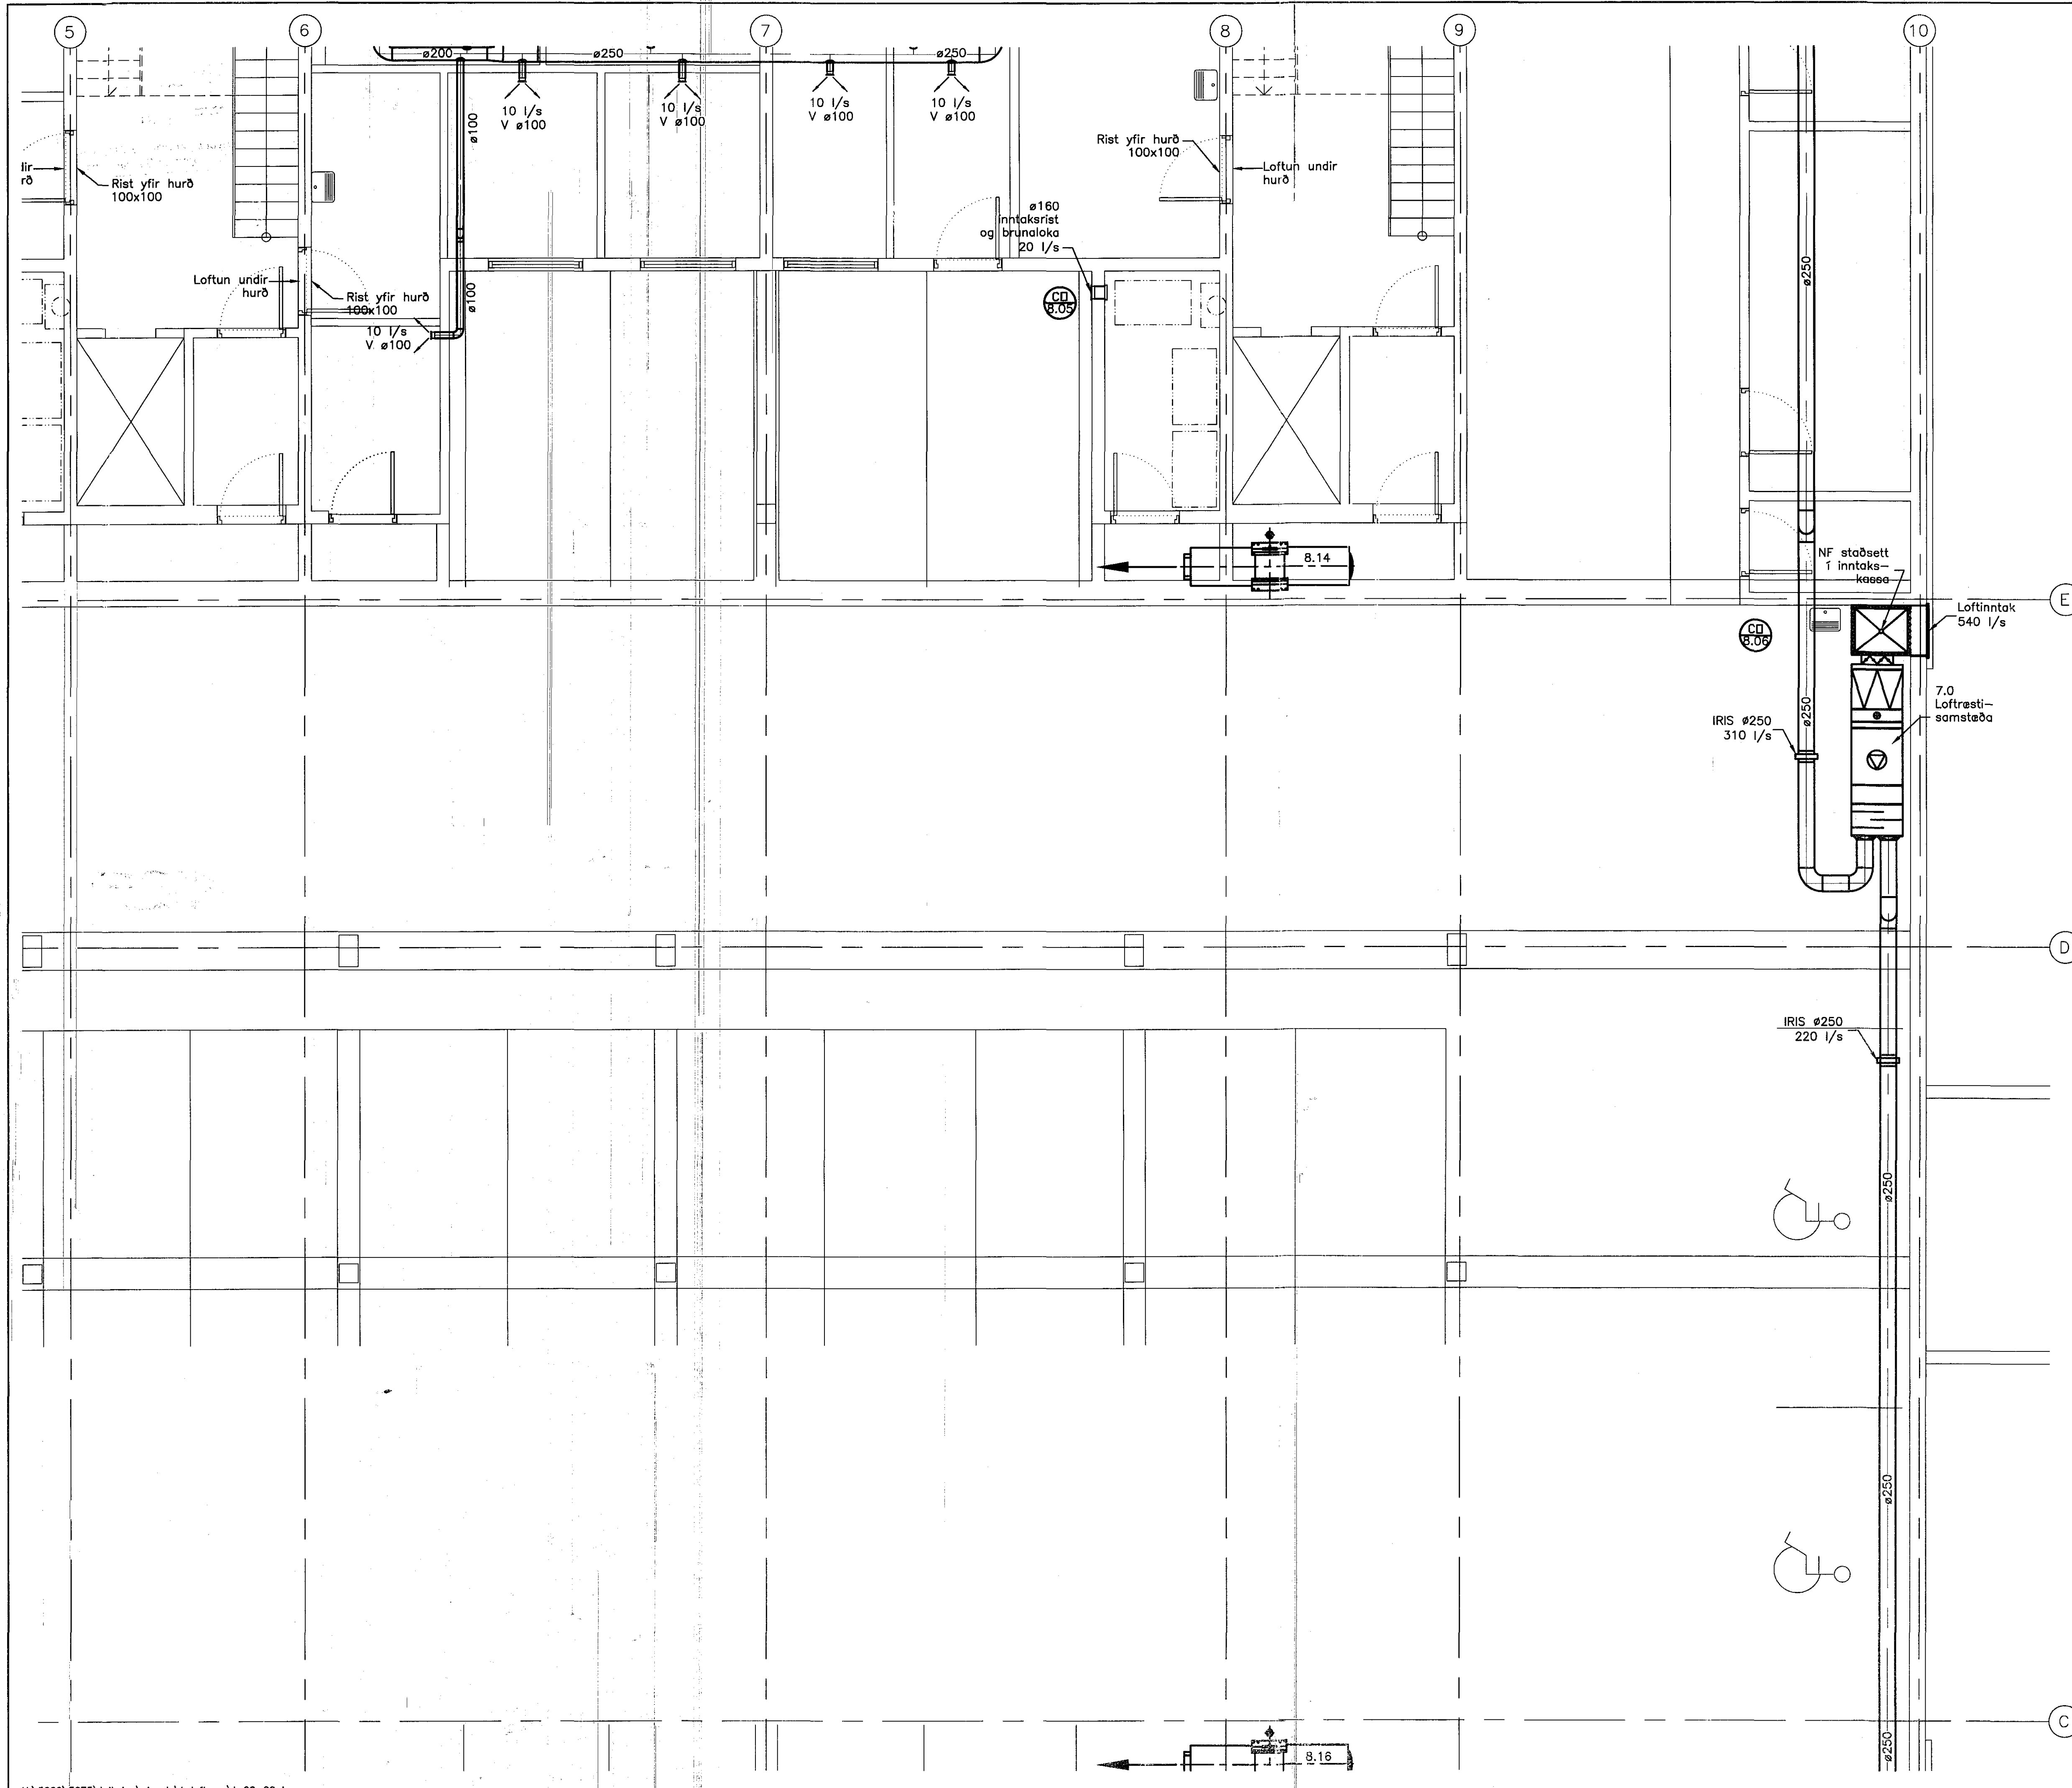 5
6
7
8
9
10
ø200
ø250
ø250
10 l/s
V ø100
10 l/s
V ø100
10 l/s
V ø100
10 l/s
V ø100
ø100
Rist yfir hurð
100x100
Rist yfir hurð
100x100
Loftun undir
hurð
ø160
inntaksrist
og brunaloka
20 l/s
Loftun undir
hurð
Rist yfir hurð
100x100
ø100
10 l/s
V ø100
CO
8.05
ø250
8.14
NF staðsett
í inntaks-
kassa
E
Loftinntak
540 l/s
CO
8.06
7.0
Loftræsti-
samstæða
IRIS ø250
310 l/s
ø250
D
IRIS ø250
220 l/s
ø250
ø250
C
8.16
ø250